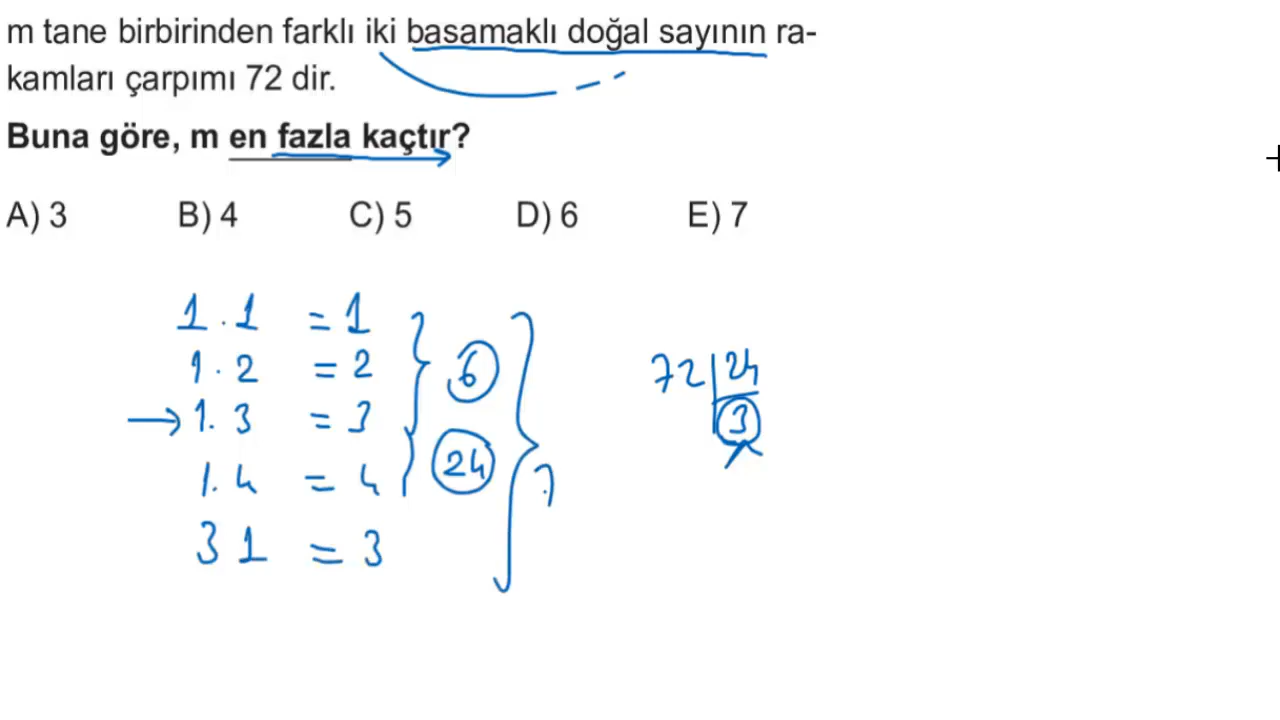 m tane birbirinden farklı iki basamaklı doğal sayının ra-
kamları çarpımı 72 dir.
Buna göre, m en fazla kaçtır?
A) 3 B) 4 C) 5 D) 6 E) 7
1 . 1 = 1
1 . 2 = 2
→ 1. 3 = 3
1. 4 = 4
3 1 = 3
6
24
72 | 24
3